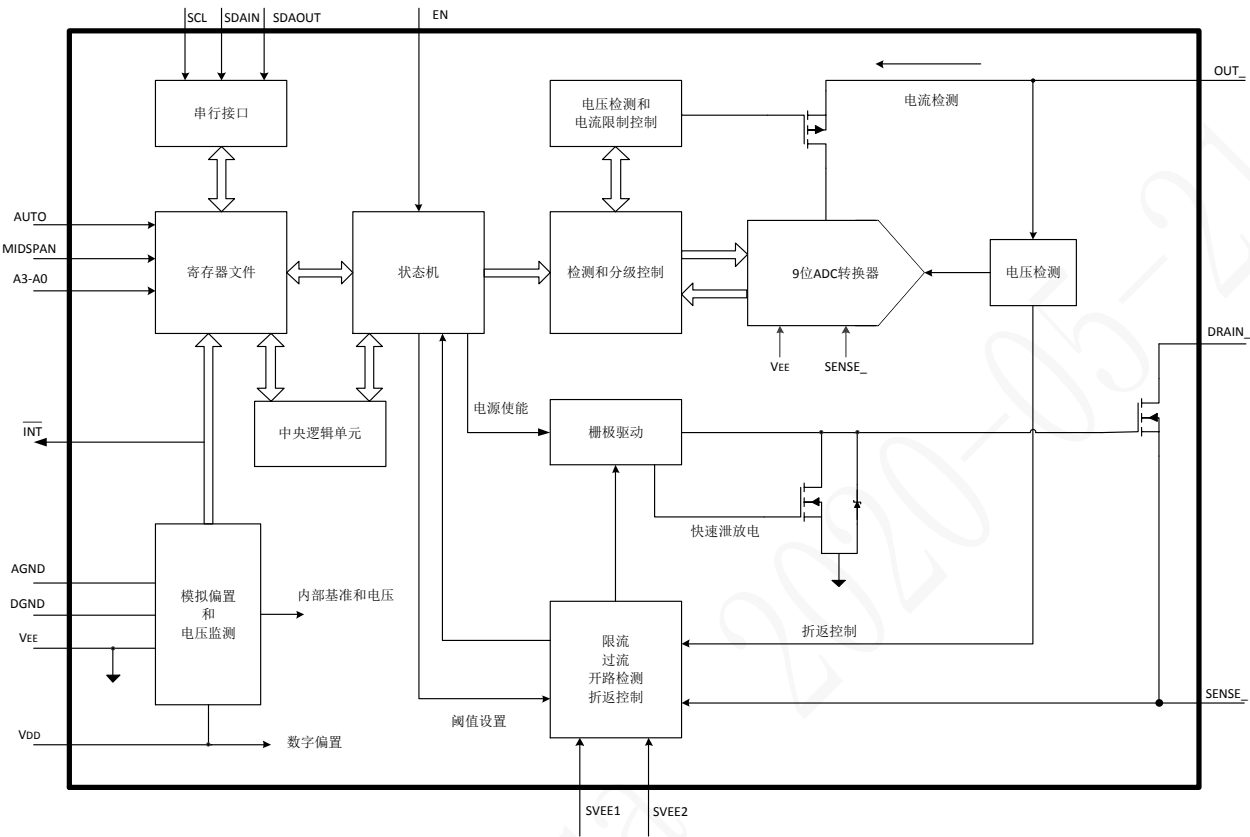 SCL SDAIN SDAOUT EN
OUT_
串行接口
电压检测和
电流限制控制
电流检测
AUTO
MIDSPAN
A3-A0
寄存器文件
状态机
检测和分级控制
9位ADC转换器
电压检测
VEE SENSE_
DRAIN_
中央逻辑单元
电源使能
栅极驱动
INT
快速泄放电
AGND
DGND
VEE
模拟偏置
和
电压监测
内部基准和电压
限流
过流
开路检测
折返控制
折返控制
SENSE_
阈值设置
VDD
数字偏置
SVEE1 SVEE2
2020-05-21